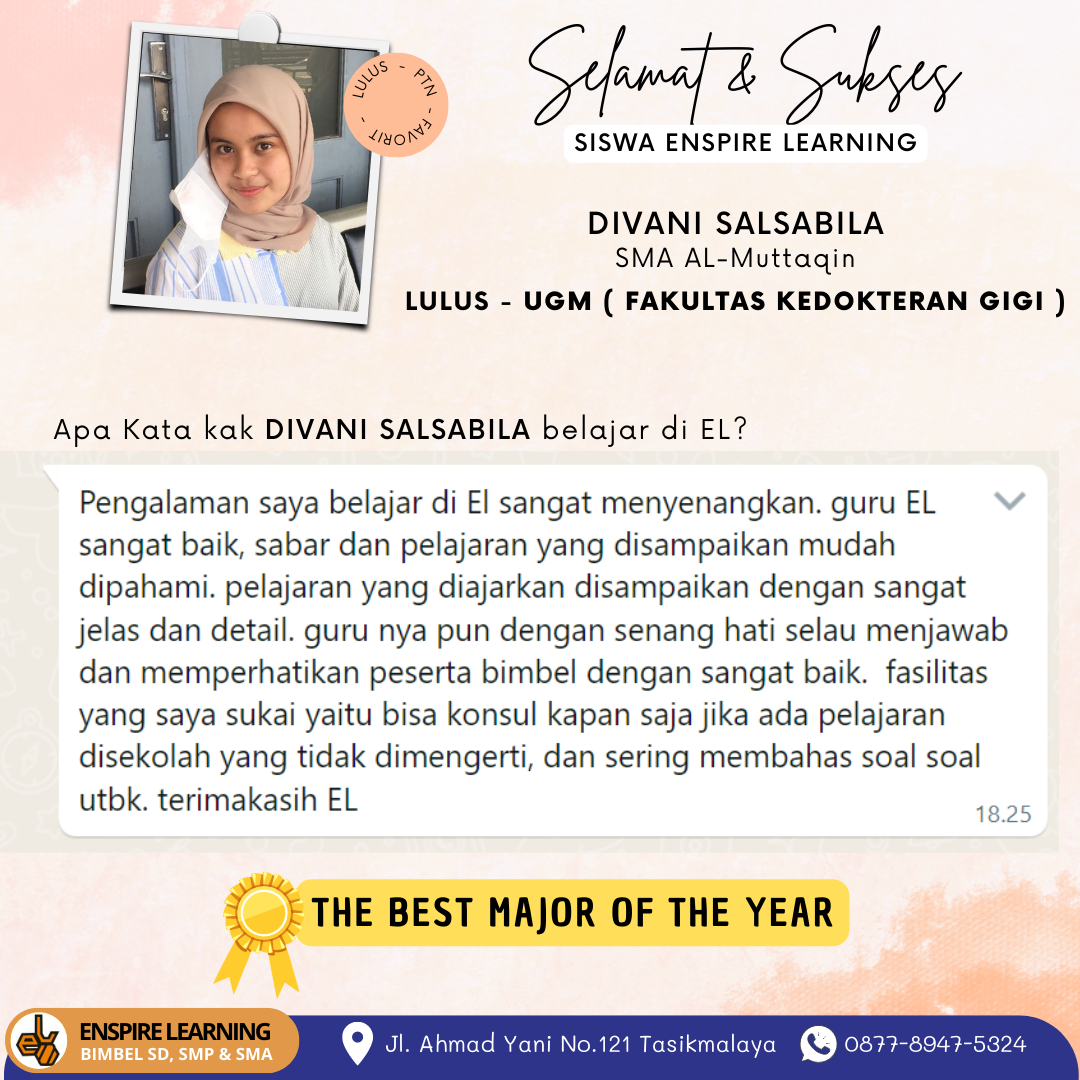 LULUS - PTN - FAVORIT -
Selamat & Sukses
SISWA ENSPIRE LEARNING
DIVANI SALSABILA
SMA AL-Muttaqin
LULUS - UGM ( FAKULTAS KEDOKTERAN GIGI )
Apa Kata kak DIVANI SALSABILA belajar di EL?
Pengalaman saya belajar di El sangat menyenangkan. guru EL
sangat baik, sabar dan pelajaran yang disampaikan mudah
dipahami. pelajaran yang diajarkan disampaikan dengan sangat
jelas dan detail. guru nya pun dengan senang hati selau menjawab
dan memperhatikan peserta bimbel dengan sangat baik.  fasilitas
yang saya sukai yaitu bisa konsul kapan saja jika ada pelajaran
disekolah yang tidak dimengerti, dan sering membahas soal soal
utbk. terimakasih EL
18.25
THE BEST MAJOR OF THE YEAR
ENSPIRE LEARNING
BIMBEL SD, SMP & SMA
Jl. Ahmad Yani No.121 Tasikmalaya
0877-8947-5324